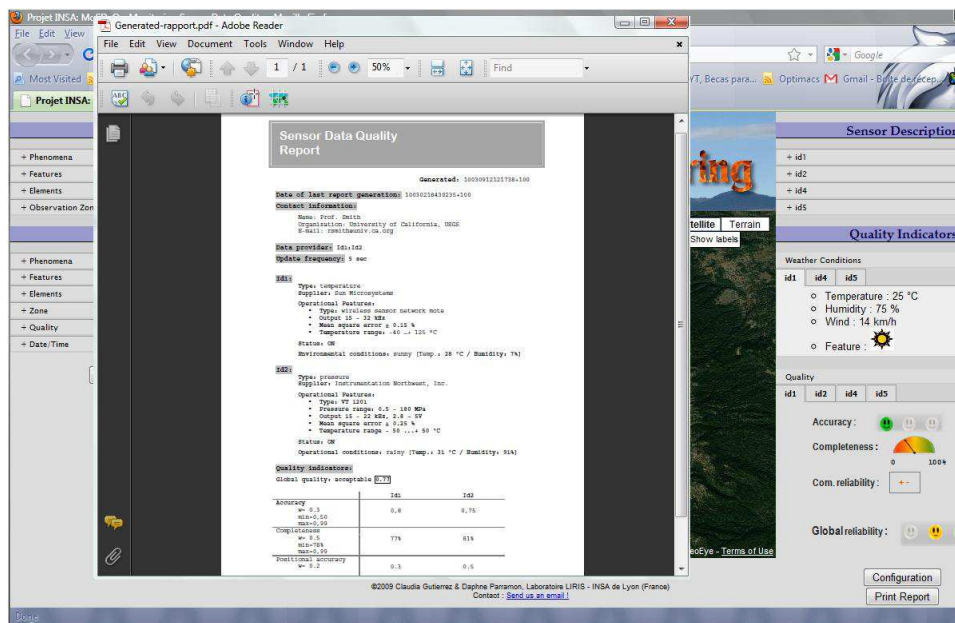 Projet INSA: Mo
Generated-rapport.pdf - Adobe Reader
File Edit View
File Edit View Document Tools Window Help
1 / 1 50% Find
Google
Most Visited
YT, Becas para... Optimacs Gmail - Boîte de récep...
Projet INSA:
+ Phenomena
+ Features
+ Elements
+ Observation Zon
+ Phenomena
+ Features
+ Elements
+ Zone
+ Quality
+ Date/Time
Sensor Data Quality
Report
Generated: 10030912121738+100
Date of last report generation: 10030218430235+100
Contact information:
Name: Prof. Smith
Organization: University of California, UEGS
E-mail: rsmith@univ.ca.org
Data provider: Id1;Id2
Update frequency: 5 sec
Id1:
Type: temperature
Supplier: Sun Microsystems
Operational Features:
• Type: wireless sensor network mote
• Output 15 - 32 kHz
• Mean square error ± 0.15 %
• Temperature range: -40 .. + 125 °C
Status: ON
Environmental conditions: sunny (Temp.: 28 °C / Humidity: 7%)
Id2:
Type: pressure
Supplier: Instrumentation Northwest, Inc.
Operational Features:
• Type: VT 1201
• Pressure range: 0.5 - 180 MPa
• Output 15 - 22 kHz, 2.8 - 5V
• Mean square error ± 0.25 %
• Temperature range - 50 ...+ 50 °C
Status: ON
Operational conditions: rainy (Temp.: 31 °C / Humidity: 91%)
Quality indicators:
Global quality: acceptable 0.77
Id1 Id2
Accuracy
w= 0.3 0,8 0,75
min=0,50
max=0,99
Completeness
w= 0.5 77% 81%
min=70%
max=0,99
Positional accuracy
w= 0.2 0.3 0.5
ring
tellite Terrain
Show labels
eoEye - Terms of Use
Sensor Description
+ id1
+ id2
+ id4
+ id5
Quality Indicators
Weather Conditions
id1 id4 id5
Temperature : 25 °C
Humidity : 75 %
Wind : 14 km/h
Feature :
Quality
id1 id2 id4 id5
Accuracy :
Completeness :
0 100%
Com. reliability : + -
Global reliability :
Configuration
Print Report
©2009 Claudia Gutierrez & Daphne Parramon, Laboratoire LIRIS - INSA de Lyon (France)
Contact : Send us an email !
Done